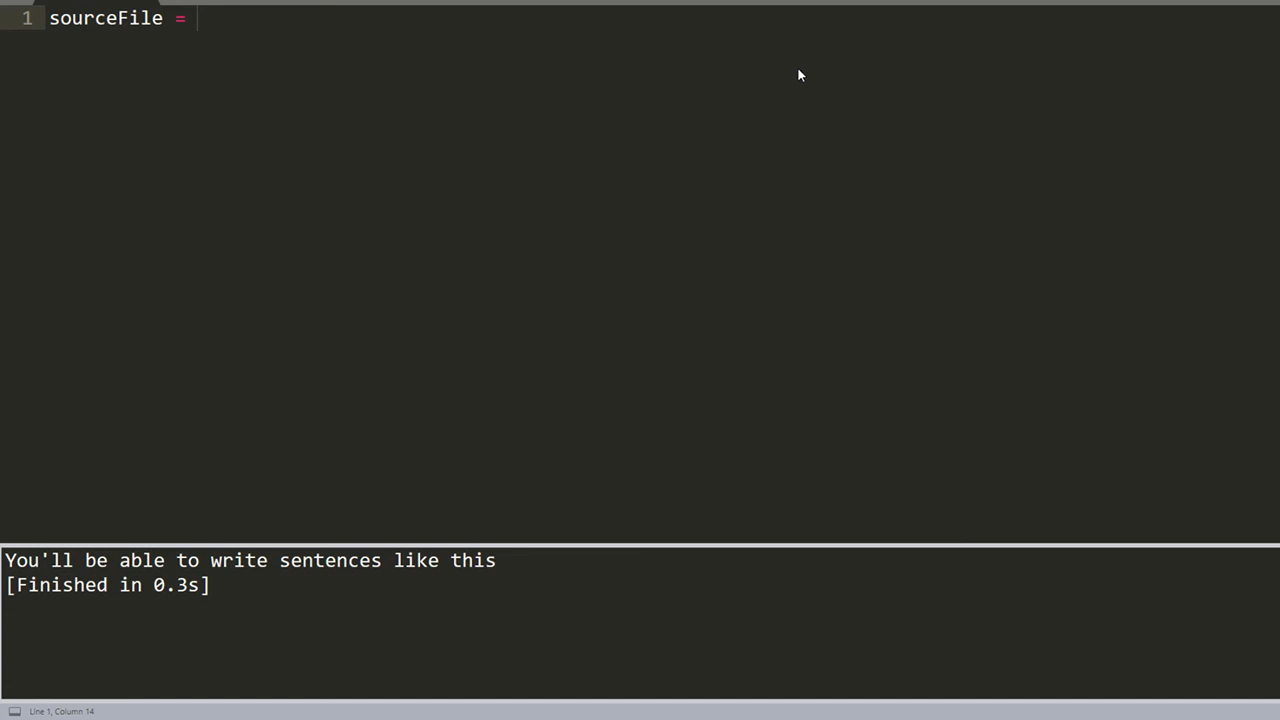 1 sourceFile =
You'll be able to write sentences like this
[Finished in 0.3s]
Line 1, Column 14